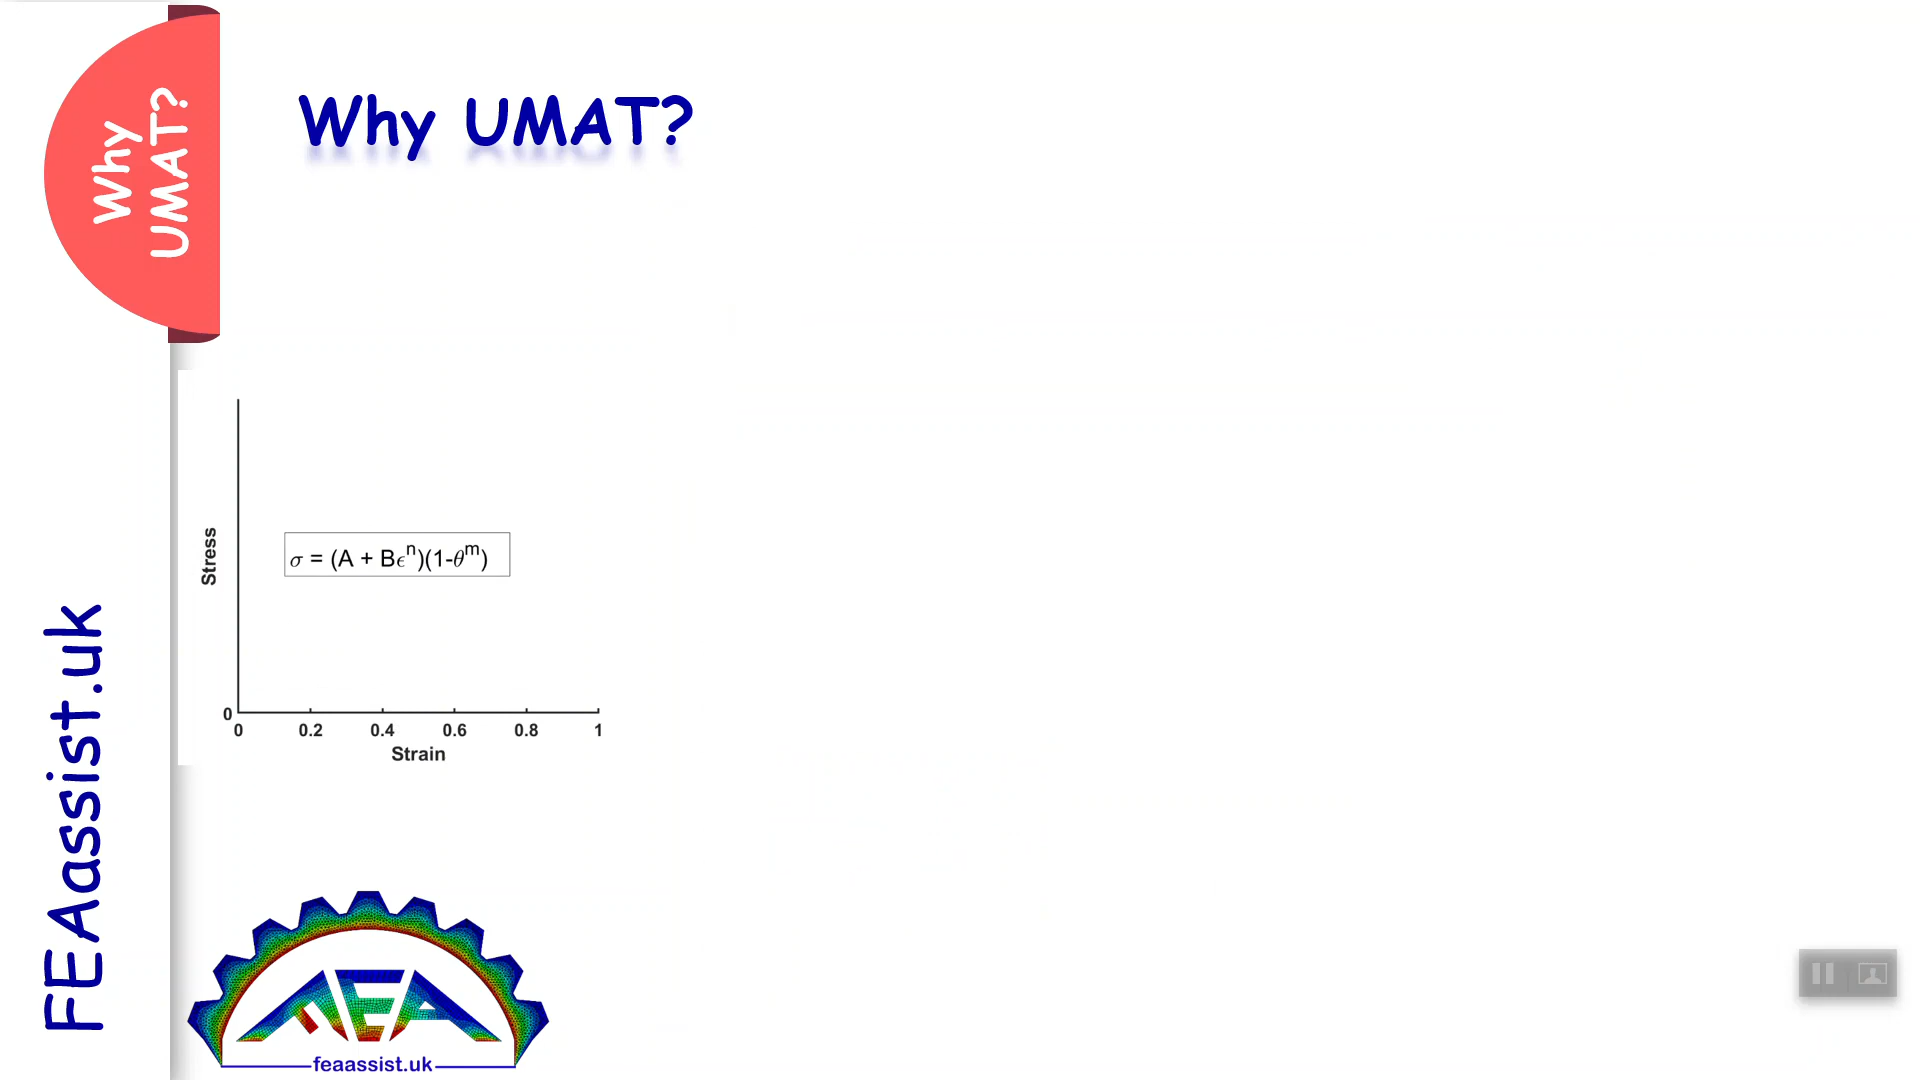 Why
UMAT?
Why UMAT?
Stress
σ = (A + Bϵⁿ)(1-θᵐ)
0
0 0.2 0.4 0.6 0.8 1
Strain
FEAassist.uk
FEA
feaassist.uk